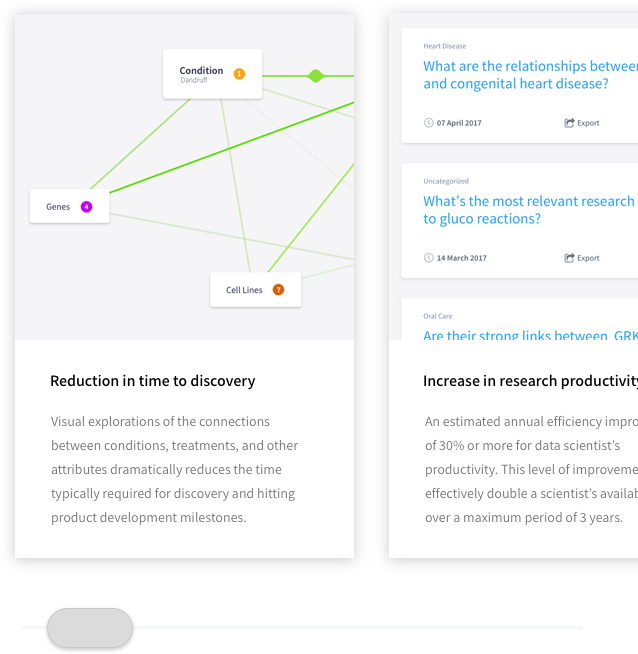 Condition
1
Dandruff
Genes
4
Cell Lines
7
Reduction in time to discovery
Visual explorations of the connections
between conditions, treatments, and other
attributes dramatically reduces the time
typically required for discovery and hitting
product development milestones.
Heart Disease
What are the relationships between
and congenital heart disease?
07 April 2017
Export
Uncategorized
What's the most relevant research
to gluco reactions?
14 March 2017
Export
Oral Care
Are their strong links between GRK
Increase in research productivity
An estimated annual efficiency impro
of 30% or more for data scientist's
productivity. This level of improveme
effectively double a scientist's availab
over a maximum period of 3 years.